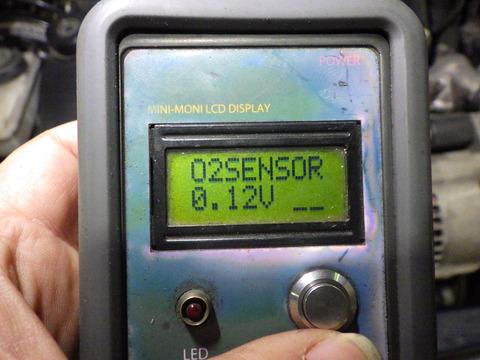 POWER
MINI-MONI LCD DISPLAY
O2SENSOR
0.12V __
LED